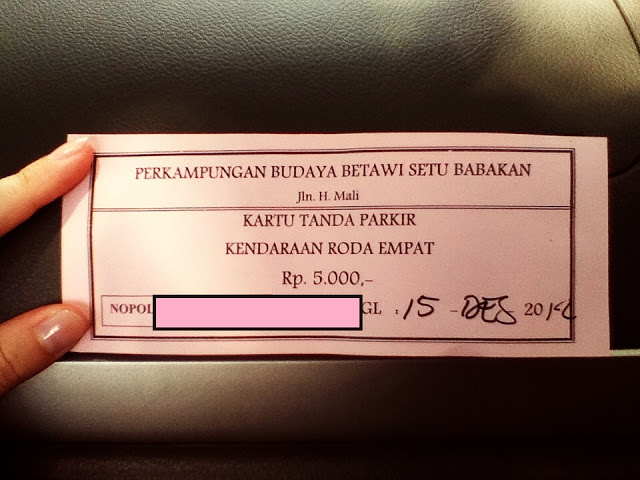 PERKAMPUNGAN BUDAYA BETAWI SETU BABAKAN
Jln. H. Mali
KARTU TANDA PARKIR
KENDARAAN RODA EMPAT
Rp. 5.000,–
NOPOL GL : 15 - DES 20